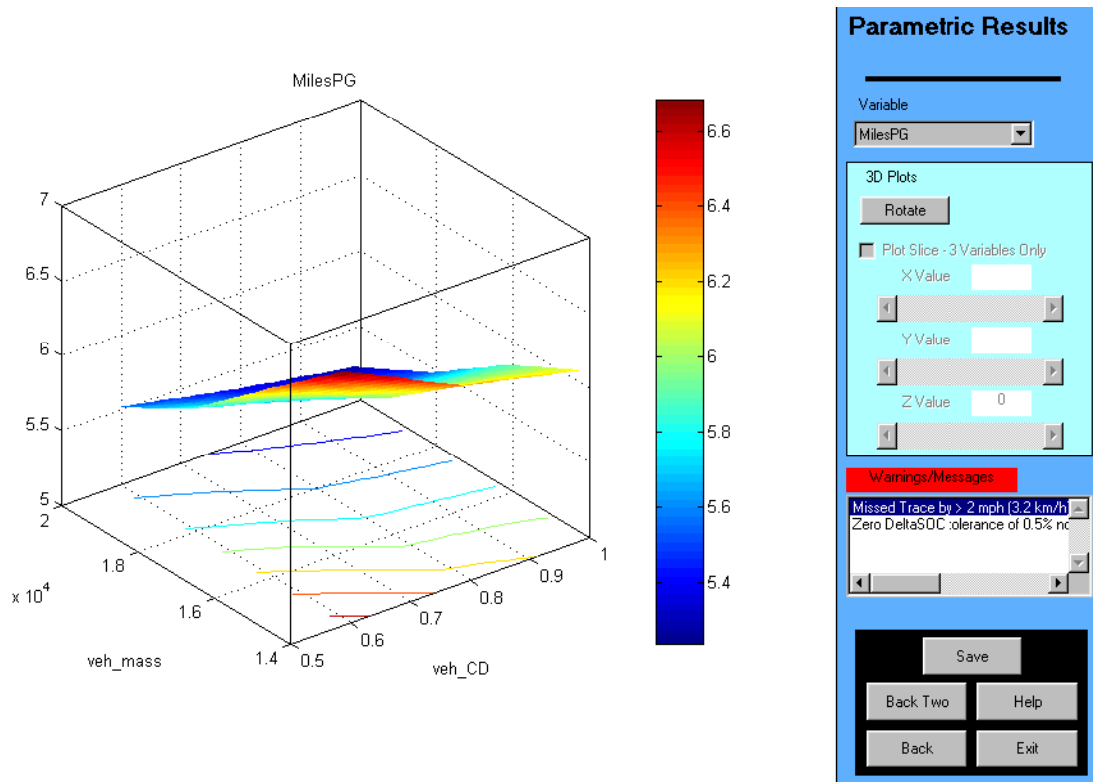 MilesPG
7
6.5
6
5.5
5
2
1.8
1.6
1.4
x 10^4
veh_mass
0.5
0.6
0.7
0.8
0.9
1
veh_CD
6.6
6.4
6.2
6
5.8
5.6
5.4
Parametric Results
Variable
MilesPG
3D Plots
Rotate
Plot Slice - 3 Variables Only
X Value
Y Value
Z Value
0
Warnings/Messages
Missed Trace by > 2 mph (3.2 km/h
Zero DeltaSOC :olerance of 0.5% no
Save
Back Two
Help
Back
Exit